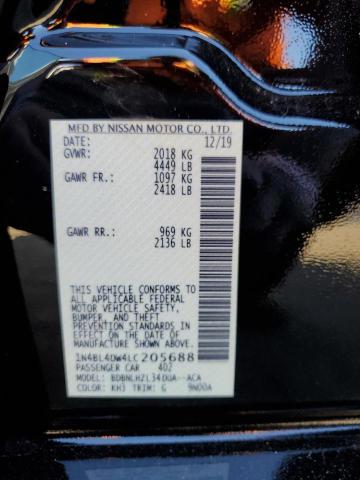 MFD BY NISSAN MOTOR CO., LTD.
DATE: 12/19
GVWR: 2018 KG
4449 LB
GAWR FR: 1097 KG
2418 LB
GAWR RR: 969 KG
2136 LB
THIS VEHICLE CONFORMS TO
ALL APPLICABLE FEDERAL
MOTOR VEHICLE SAFETY,
BUMPER, AND THEFT
PREVENTION STANDARDS IN
EFFECT ON THE DATE OF
MANUFACTURE SHOWN ABOVE.
1N4BL4DW4LC205688
PASSENGER CAR 402
MODEL: BDBNLHZL34DUA--ACA
COLOR: KH3 TRIM: G 9N00A